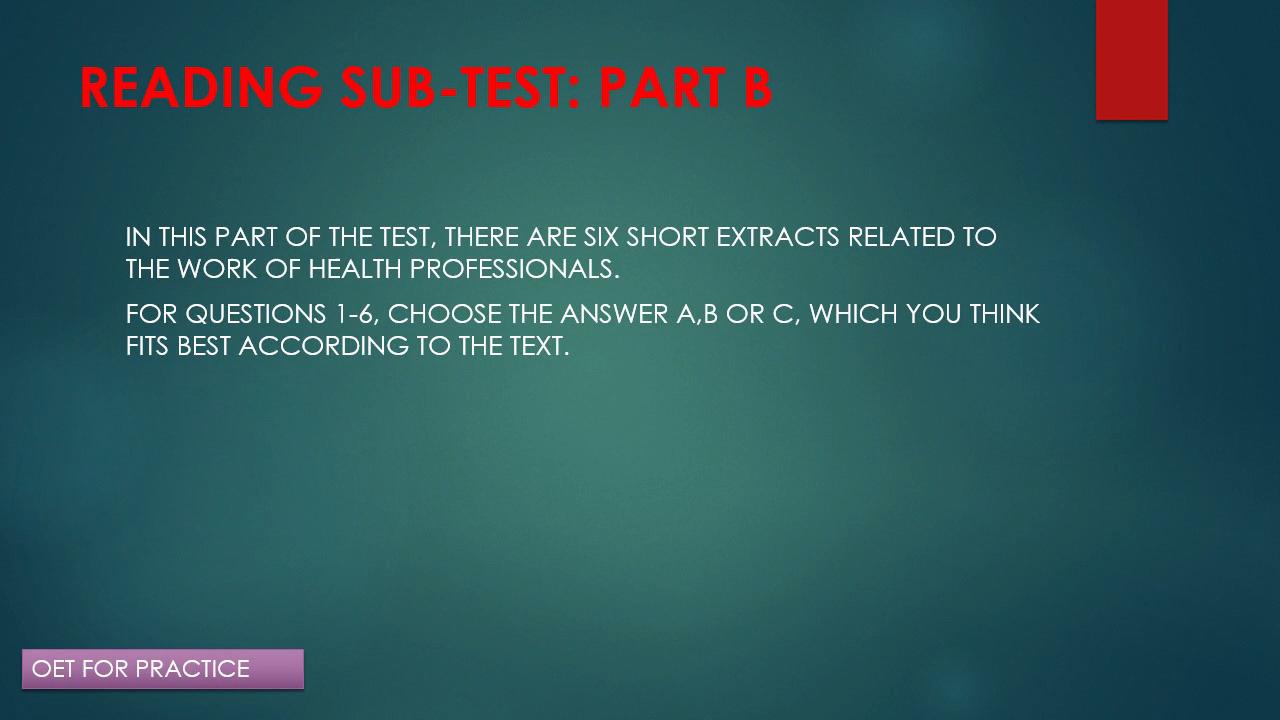 READING SUB-TEST: PART B
IN THIS PART OF THE TEST, THERE ARE SIX SHORT EXTRACTS RELATED TO
THE WORK OF HEALTH PROFESSIONALS.
FOR QUESTIONS 1-6, CHOOSE THE ANSWER A,B OR C, WHICH YOU THINK
FITS BEST ACCORDING TO THE TEXT.
OET FOR PRACTICE